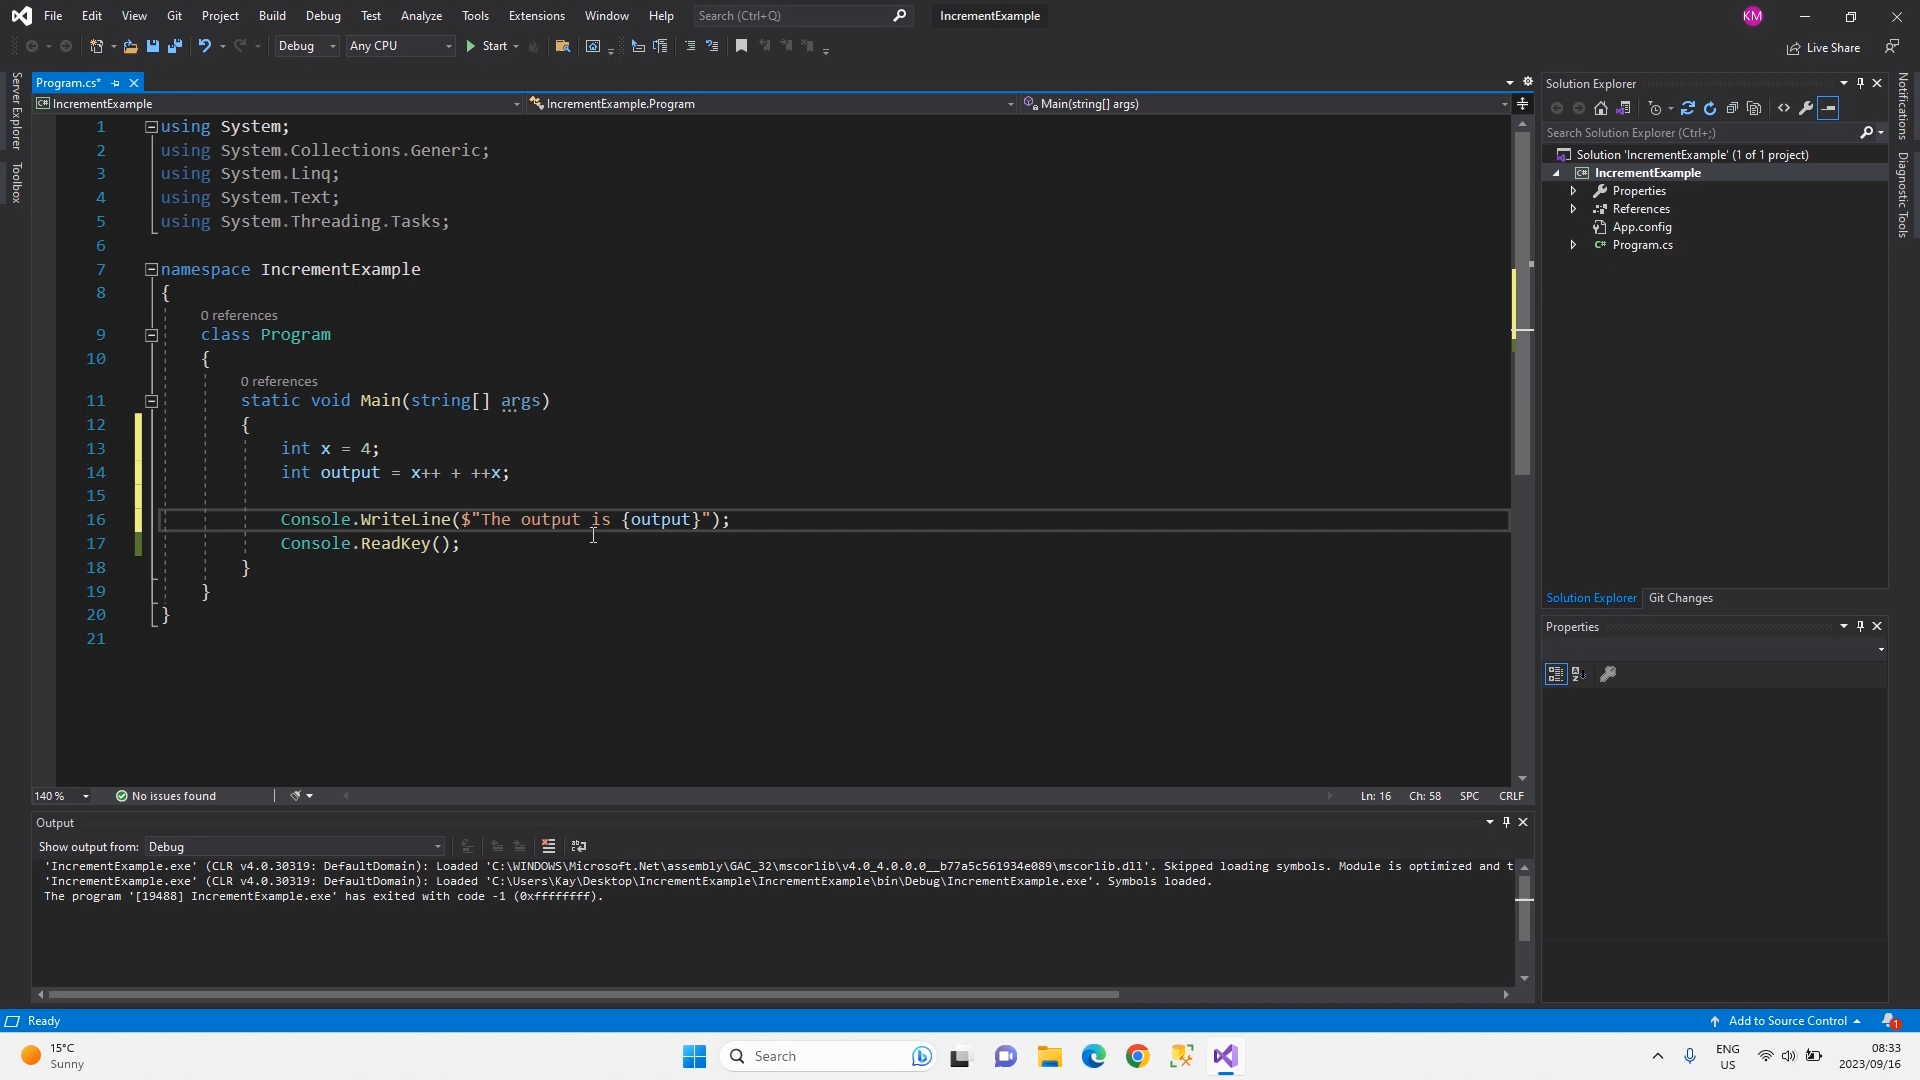 File Edit View Git Project Build Debug Test Analyze Tools Extensions Window Help Search (Ctrl+Q) IncrementExample KM
Debug Any CPU Start Live Share
Server Explorer
Toolbox
Program.cs*
IncrementExample IncrementExample.Program Main(string[] args)
1 using System;
2 using System.Collections.Generic;
3 using System.Linq;
4 using System.Text;
5 using System.Threading.Tasks;
6
7 namespace IncrementExample
8 {
0 references
9 class Program
10 {
0 references
11 static void Main(string[] args)
12 {
13 int x = 4;
14 int output = x++ + ++x;
15
16 Console.WriteLine($"The output is {output}");
17 Console.ReadKey();
18 }
19 }
20 }
21
140 % No issues found Ln: 16 Ch: 58 SPC CRLF
Output
Show output from: Debug
'IncrementExample.exe' (CLR v4.0.30319: DefaultDomain): Loaded 'C:\WINDOWS\Microsoft.Net\assembly\GAC_32\mscorlib\v4.0_4.0.0.0__b77a5c561934e089\mscorlib.dll'. Skipped loading symbols. Module is optimized and t
'IncrementExample.exe' (CLR v4.0.30319: DefaultDomain): Loaded 'C:\Users\Kay\Desktop\IncrementExample\IncrementExample\bin\Debug\IncrementExample.exe'. Symbols loaded.
The program '[19488] IncrementExample.exe' has exited with code -1 (0xffffffff).
Solution Explorer
Search Solution Explorer (Ctrl+;)
Solution 'IncrementExample' (1 of 1 project)
IncrementExample
Properties
References
App.config
Program.cs
Solution Explorer Git Changes
Properties
Notifications
Diagnostic Tools
Ready Add to Source Control 1
15°C
Sunny
Search
ENG
US
08:33
2023/09/16